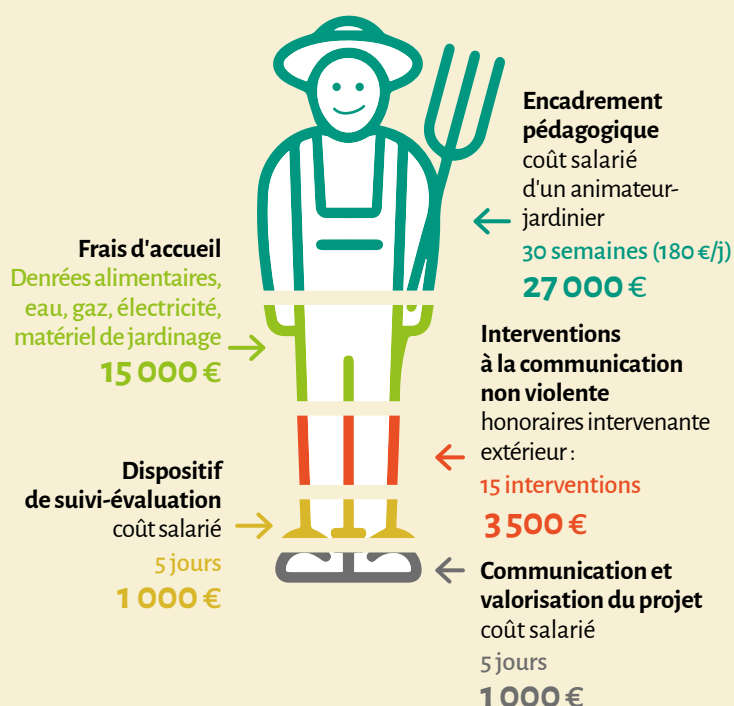 Encadrement
pédagogique
coût salarié
d'un animateur-
jardinier
30 semaines (180 €/j)
27 000 €
Frais d'accueil
Denrées alimentaires,
eau, gaz, électricité,
matériel de jardinage
15 000 €
Interventions
à la communication
non violente
honoraires intervenante
extérieur :
15 interventions
3 500 €
Dispositif
de suivi-évaluation
coût salarié
5 jours
1 000 €
Communication et
valorisation du projet
coût salarié
5 jours
1 000 €